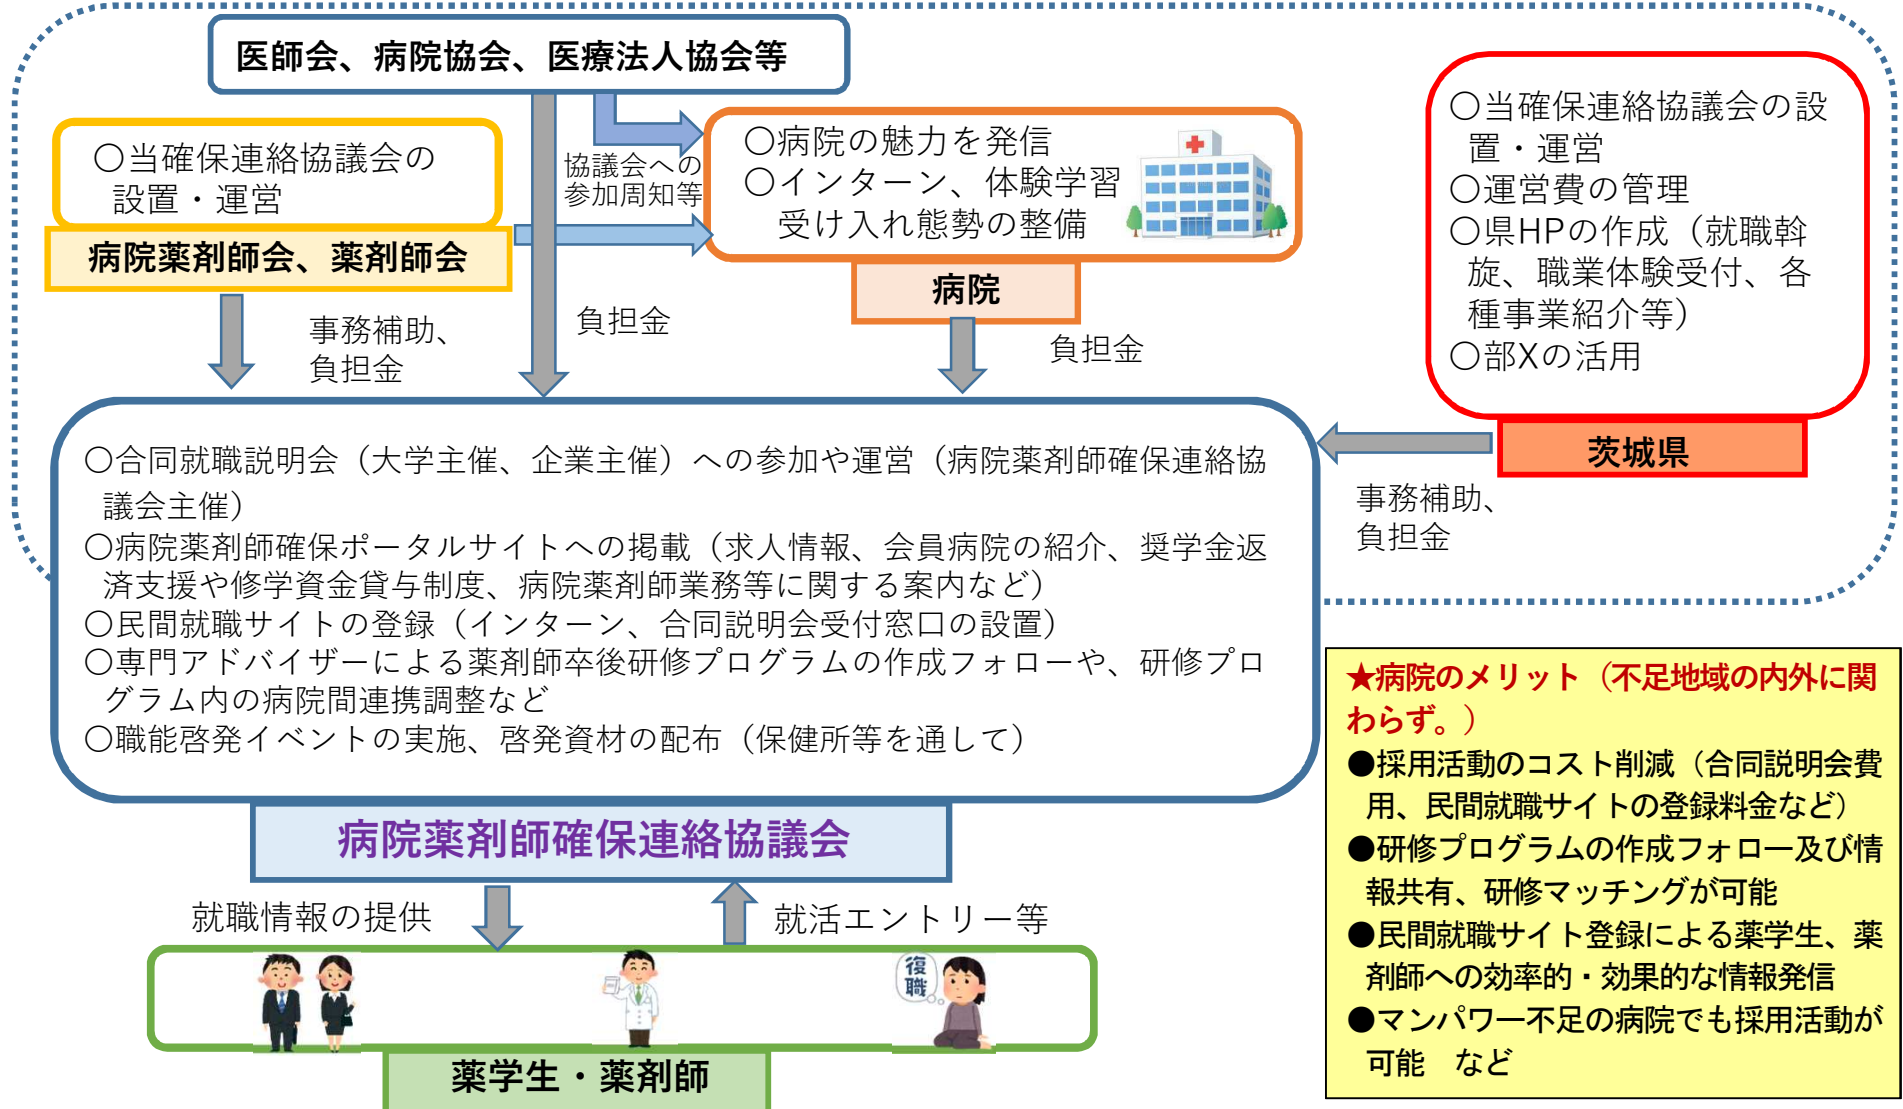 医師会、病院協会、医療法人協会等
〇当確保連絡協議会の
設置・運営
病院薬剤師会、薬剤師会
協議会への
参加周知等
〇病院の魅力を発信
〇インターン、体験学習
受け入れ態勢の整備
病院
〇当確保連絡協議会の設
置・運営
〇運営費の管理
〇県HPの作成（就職斡
旋、職業体験受付、各
種事業紹介等）
〇部Xの活用
茨城県
事務補助、
負担金
負担金
負担金
事務補助、
負担金
〇合同就職説明会（大学主催、企業主催）への参加や運営（病院薬剤師確保連絡協
議会主催）
〇病院薬剤師確保ポータルサイトへの掲載（求人情報、会員病院の紹介、奨学金返
済支援や修学資金貸与制度、病院薬剤師業務等に関する案内など）
〇民間就職サイトの登録（インターン、合同説明会受付窓口の設置）
〇専門アドバイザーによる薬剤師卒後研修プログラムの作成フォローや、研修プロ
グラム内の病院間連携調整など
〇職能啓発イベントの実施、啓発資材の配布（保健所等を通して）
病院薬剤師確保連絡協議会
就職情報の提供
就活エントリー等
復
職
薬学生・薬剤師
★病院のメリット（不足地域の内外に関
わらず。）
●採用活動のコスト削減（合同説明会費
用、民間就職サイトの登録料金など）
●研修プログラムの作成フォロー及び情
報共有、研修マッチングが可能
●民間就職サイト登録による薬学生、薬
剤師への効率的・効果的な情報発信
●マンパワー不足の病院でも採用活動が
可能　など